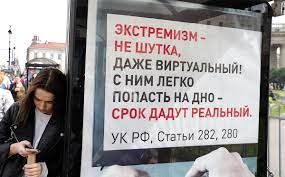 ЭКСТРЕМИЗМ –
НЕ ШУТКА,
ДАЖЕ ВИРТУАЛЬНЫЙ!
С НИМ ЛЕГКО
ПОПАСТЬ НА ДНО –
СРОК ДАДУТ РЕАЛЬНЫЙ.
УК РФ, Статьи 282, 280